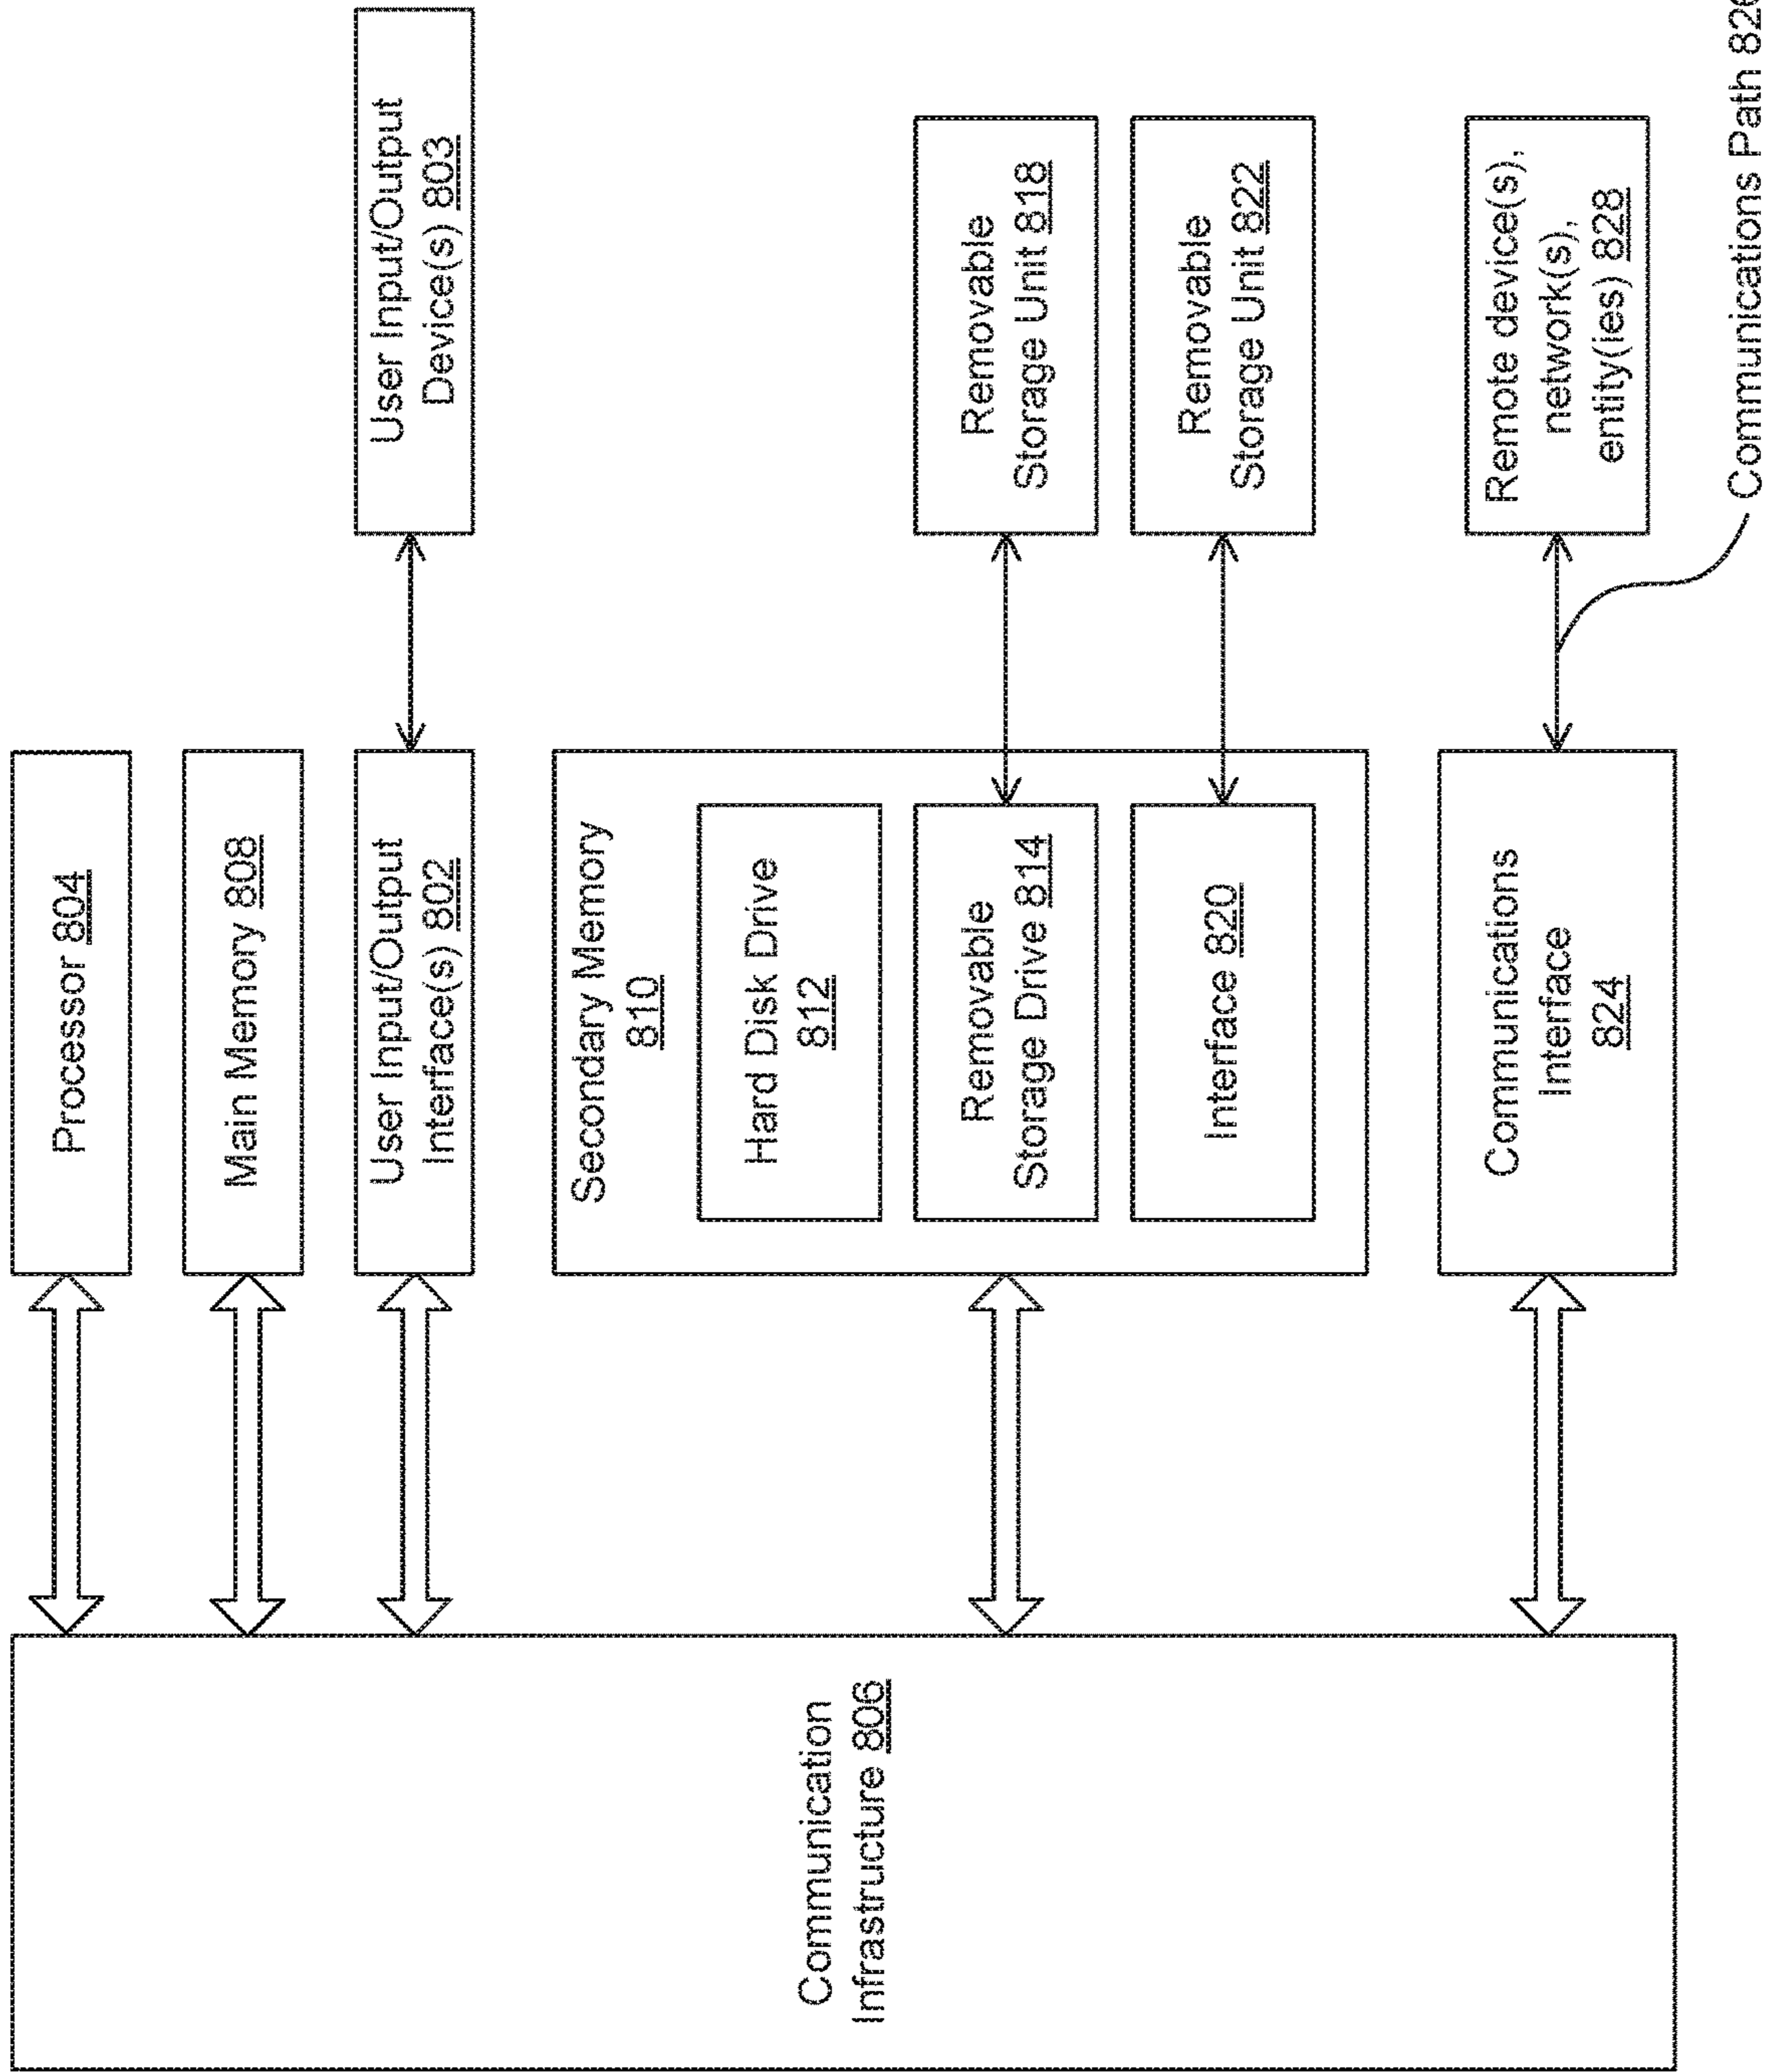 Processor 804
Main Memory 808
User Input/Output
Interface(s) 802
User Input/Output
Device(s) 803
Secondary Memory
810
Hard Disk Drive
812
Removable
Storage Drive 814
Removable
Storage Unit 818
Interface 820
Removable
Storage Unit 822
Communications
Interface
824
Remote device(s),
network(s),
entity(ies) 828
Communications Path 826
Communication
Infrastructure 806